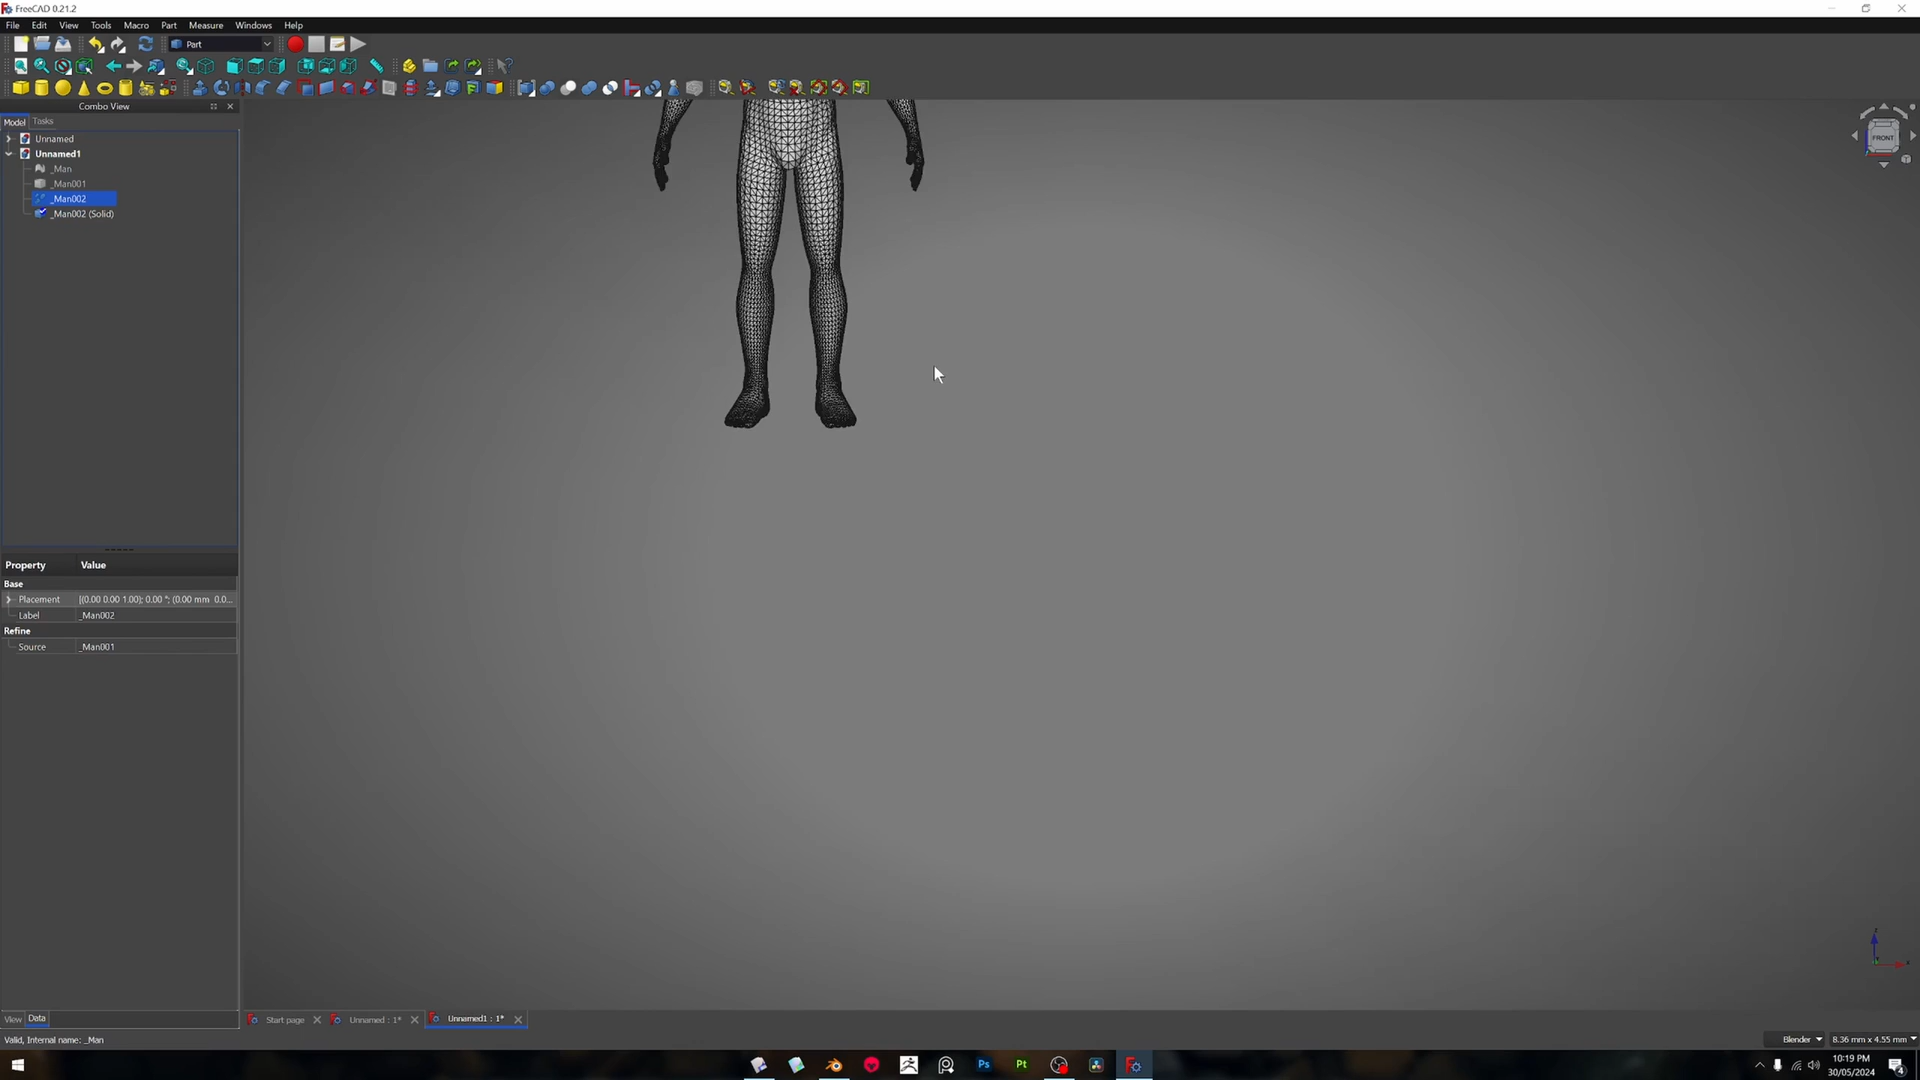 FreeCAD 0.21.2
File Edit View Tools Macro Part Measure Windows Help
Part
Combo View
Model Tasks
Unnamed
Unnamed1
_Man
_Man001
_Man002
_Man002 (Solid)
FRONT
Property Value
Base
Placement [(0.00 0.00 1.00); 0.00 °; (0.00 mm 0.0...
Label _Man002
Refine
Source _Man001
View Data
Start page Unnamed : 1* Unnamed1 : 1*
Valid, Internal name: _Man
Blender 8.36 mm x 4.55 mm
Ps Pt
10:19 PM
30/05/2024
4